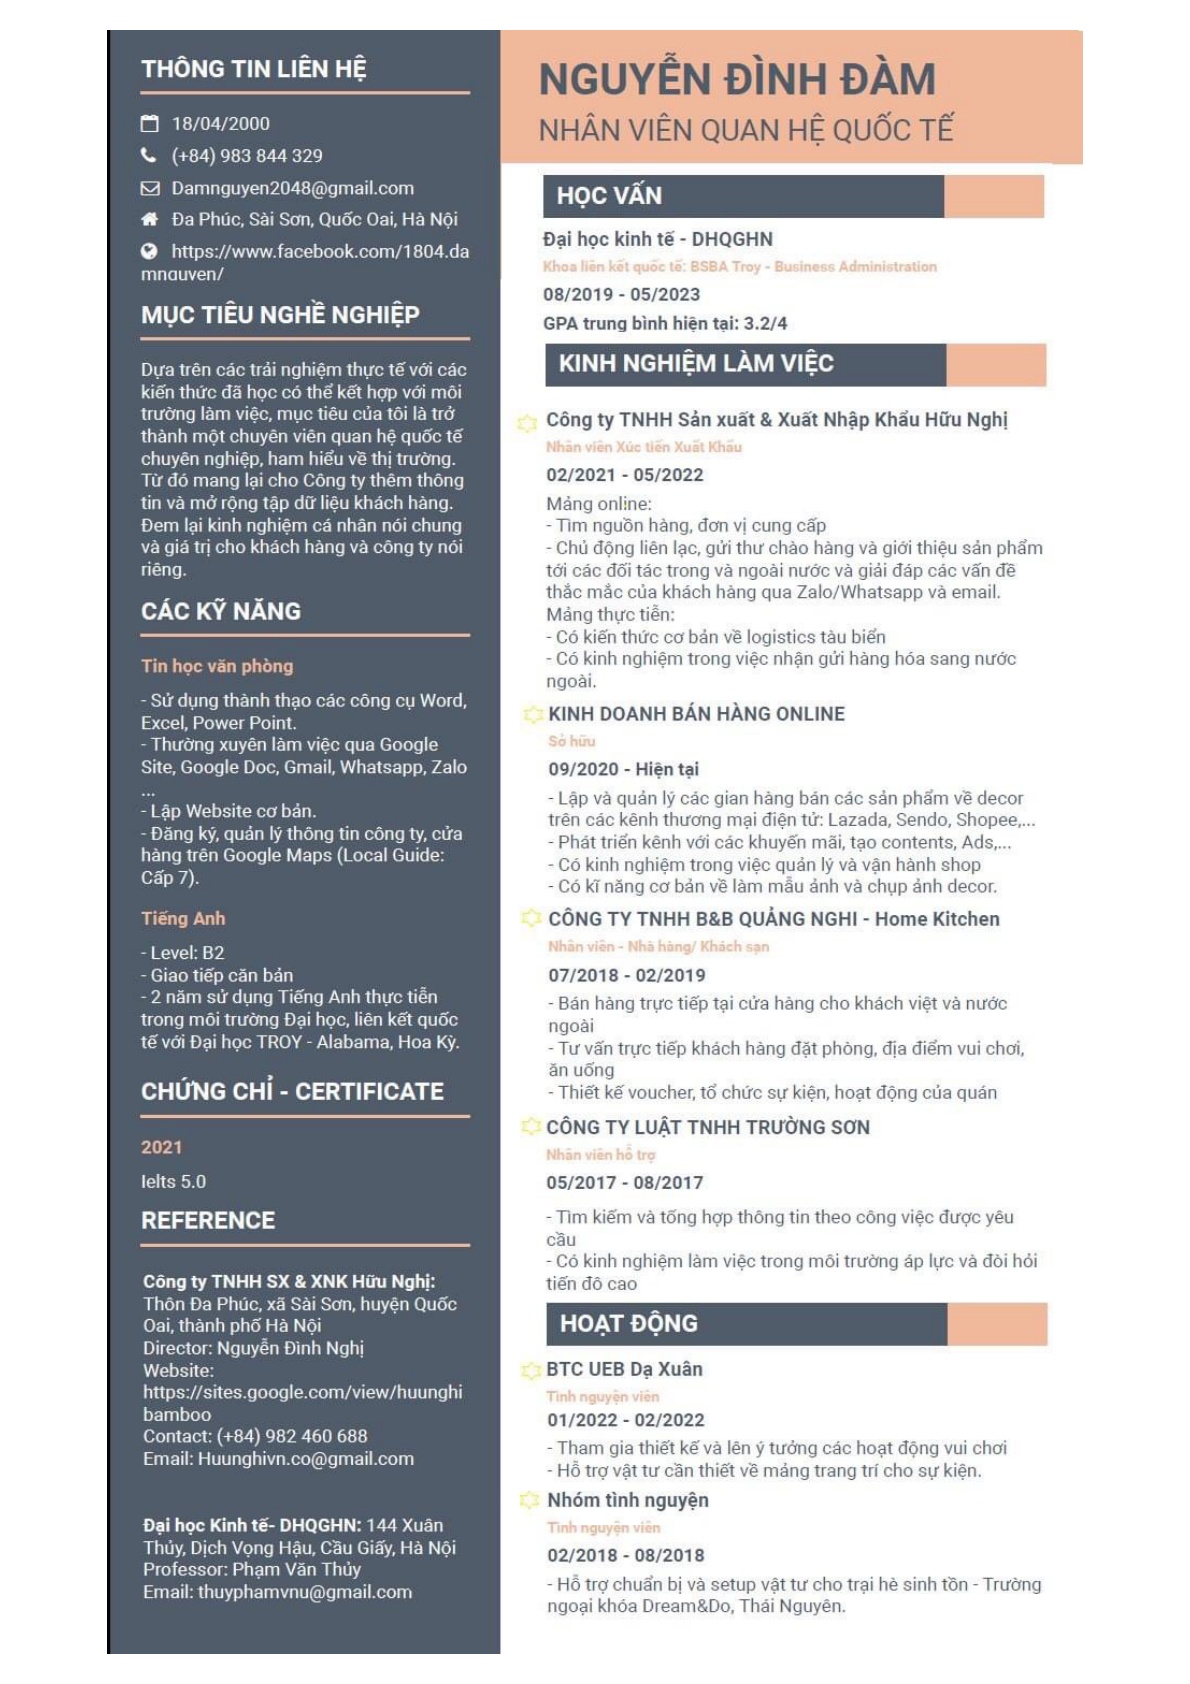 THÔNG TIN LIÊN HỆ
18/04/2000
(+84) 983 844 329
Damnguyen2048@gmail.com
Đa Phúc, Sài Sơn, Quốc Oai, Hà Nội
https://www.facebook.com/1804.da
mnguyen/
MỤC TIÊU NGHỀ NGHIỆP
Dựa trên các trải nghiệm thực tế với các
kiến thức đã học có thể kết hợp với môi
trường làm việc, mục tiêu của tôi là trở
thành một chuyên viên quan hệ quốc tế
chuyên nghiệp, ham hiểu về thị trường.
Từ đó mang lại cho Công ty thêm thông
tin và mở rộng tập dữ liệu khách hàng.
Đem lại kinh nghiệm cá nhân nói chung
và giá trị cho khách hàng và công ty nói
riêng.
CÁC KỸ NĂNG
Tin học văn phòng
- Sử dụng thành thạo các công cụ Word,
Excel, Power Point.
- Thường xuyên làm việc qua Google
Site, Google Doc, Gmail, Whatsapp, Zalo
...
- Lập Website cơ bản.
- Đăng ký, quản lý thông tin công ty, cửa
hàng trên Google Maps (Local Guide:
Cấp 7).
Tiếng Anh
- Level: B2
- Giao tiếp căn bản
- 2 năm sử dụng Tiếng Anh thực tiễn
trong môi trường Đại học, liên kết quốc
tế với Đại học TROY - Alabama, Hoa Kỳ.
CHỨNG CHỈ - CERTIFICATE
2021
Ielts 5.0
REFERENCE
Công ty TNHH SX & XNK Hữu Nghị:
Thôn Đa Phúc, xã Sài Sơn, huyện Quốc
Oai, thành phố Hà Nội
Director: Nguyễn Đình Nghị
Website:
https://sites.google.com/view/huunghi
bamboo
Contact: (+84) 982 460 688
Email: Huunghivn.co@gmail.com
Đại học Kinh tế- DHQGHN: 144 Xuân
Thủy, Dịch Vọng Hậu, Cầu Giấy, Hà Nội
Professor: Phạm Văn Thủy
Email: thuyphamvnu@gmail.com
NGUYỄN ĐÌNH ĐÀM
NHÂN VIÊN QUAN HỆ QUỐC TẾ
HỌC VẤN
Đại học kinh tế - DHQGHN
Khoa liên kết quốc tế: BSBA Troy - Business Administration
08/2019 - 05/2023
GPA trung bình hiện tại: 3.2/4
KINH NGHIỆM LÀM VIỆC
Công ty TNHH Sản xuất & Xuất Nhập Khẩu Hữu Nghị
Nhân viên Xúc tiến Xuất Khẩu
02/2021 - 05/2022
Mảng online:
- Tìm nguồn hàng, đơn vị cung cấp
- Chủ động liên lạc, gửi thư chào hàng và giới thiệu sản phẩm
tới các đối tác trong và ngoài nước và giải đáp các vấn đề
thắc mắc của khách hàng qua Zalo/Whatsapp và email.
Mảng thực tiễn:
- Có kiến thức cơ bản về logistics tàu biển
- Có kinh nghiệm trong việc nhận gửi hàng hóa sang nước
ngoài.
KINH DOANH BÁN HÀNG ONLINE
Sở hữu
09/2020 - Hiện tại
- Lập và quản lý các gian hàng bán các sản phẩm về decor
trên các kênh thương mại điện tử: Lazada, Sendo, Shopee,...
- Phát triển kênh với các khuyến mãi, tạo contents, Ads,...
- Có kinh nghiệm trong việc quản lý và vận hành shop
- Có kĩ năng cơ bản về làm mẫu ảnh và chụp ảnh decor.
CÔNG TY TNHH B&B QUẢNG NGHI - Home Kitchen
Nhân viên - Nhà hàng/ Khách sạn
07/2018 - 02/2019
- Bán hàng trực tiếp tại cửa hàng cho khách việt và nước
ngoài
- Tư vấn trực tiếp khách hàng đặt phòng, địa điểm vui chơi,
ăn uống
- Thiết kế voucher, tổ chức sự kiện, hoạt động của quán
CÔNG TY LUẬT TNHH TRƯỜNG SƠN
Nhân viên hỗ trợ
05/2017 - 08/2017
- Tìm kiếm và tổng hợp thông tin theo công việc được yêu
cầu
- Có kinh nghiệm làm việc trong môi trường áp lực và đòi hỏi
tiến đô cao
HOẠT ĐỘNG
BTC UEB Dạ Xuân
Tình nguyện viên
01/2022 - 02/2022
- Tham gia thiết kế và lên ý tưởng các hoạt động vui chơi
- Hỗ trợ vật tư cần thiết về mảng trang trí cho sự kiện.
Nhóm tình nguyện
Tình nguyện viên
02/2018 - 08/2018
- Hỗ trợ chuẩn bị và setup vật tư cho trại hè sinh tồn - Trường
ngoại khóa Dream&Do, Thái Nguyên.